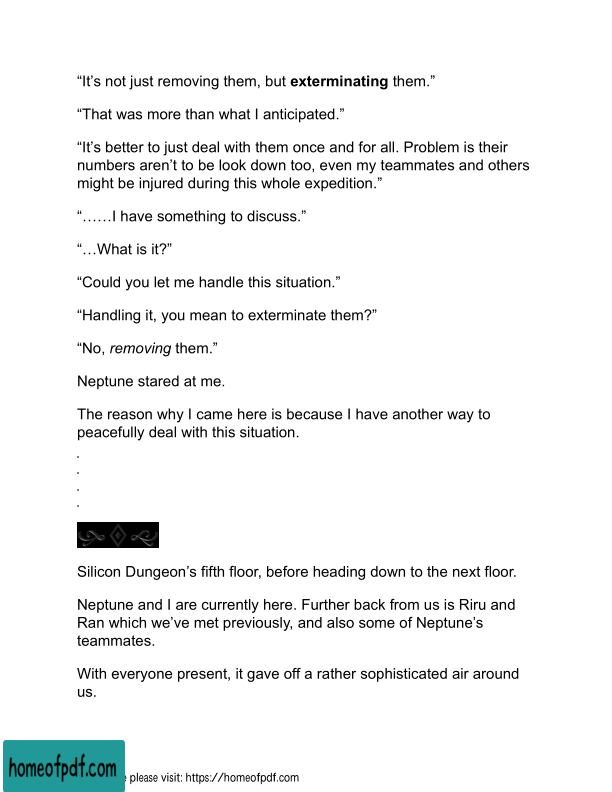 “It’s not just removing them, but exterminating them.”
“That was more than what I anticipated.”
“It’s better to just deal with them once and for all. Problem is their
numbers aren’t to be look down too, even my teammates and others
might be injured during this whole expedition.”
“……I have something to discuss.”
“…What is it?”
“Could you let me handle this situation.”
“Handling it, you mean to exterminate them?”
“No, removing them.”
Neptune stared at me.
The reason why I came here is because I have another way to
peacefully deal with this situation.
.
.
.
.
Silicon Dungeon’s fifth floor, before heading down to the next floor.
Neptune and I are currently here. Further back from us is Riru and
Ran which we’ve met previously, and also some of Neptune’s
teammates.
With everyone present, it gave off a rather sophisticated air around
us.
homeofpdf.com
please visit: https://homeofpdf.com